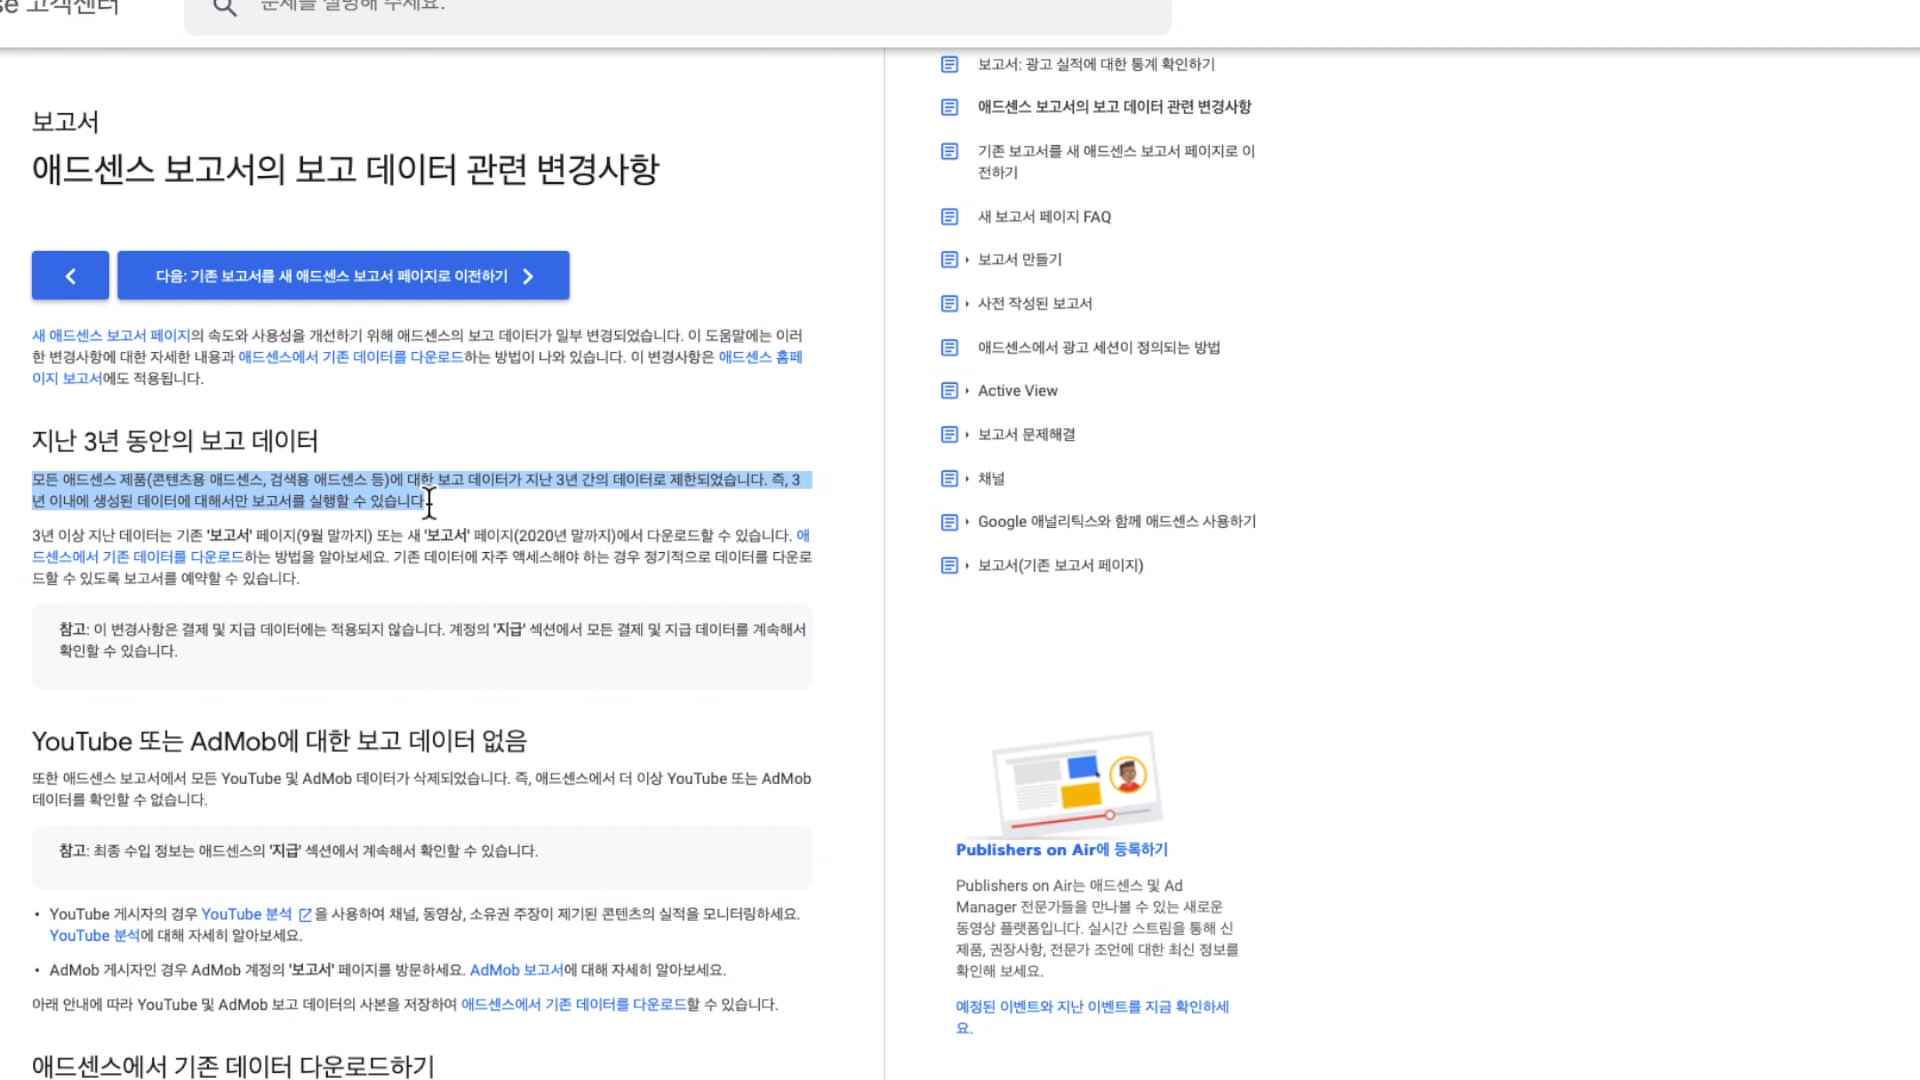 고객센터
문제를 설명해 주세요.
보고서
애드센스 보고서의 보고 데이터 관련 변경사항
다음: 기존 보고서를 새 애드센스 보고서 페이지로 이전하기
새 애드센스 보고서 페이지의 속도와 사용성을 개선하기 위해 애드센스의 보고 데이터가 일부 변경되었습니다. 이 도움말에는 이러
한 변경사항에 대한 자세한 내용과 애드센스에서 기존 데이터를 다운로드하는 방법이 나와 있습니다. 이 변경사항은 애드센스 홈페
이지 보고서에도 적용됩니다.
지난 3년 동안의 보고 데이터
모든 애드센스 제품(콘텐츠용 애드센스, 검색용 애드센스 등)에 대한 보고 데이터가 지난 3년 간의 데이터로 제한되었습니다. 즉, 3
년 이내에 생성된 데이터에 대해서만 보고서를 실행할 수 있습니다.
3년 이상 지난 데이터는 기존 '보고서' 페이지(9월 말까지) 또는 새 '보고서' 페이지(2020년 말까지)에서 다운로드할 수 있습니다. 애
드센스에서 기존 데이터를 다운로드하는 방법을 알아보세요. 기존 데이터에 자주 액세스해야 하는 경우 정기적으로 데이터를 다운로
드할 수 있도록 보고서를 예약할 수 있습니다.
참고: 이 변경사항은 결제 및 지급 데이터에는 적용되지 않습니다. 계정의 '지급' 섹션에서 모든 결제 및 지급 데이터를 계속해서
확인할 수 있습니다.
YouTube 또는 AdMob에 대한 보고 데이터 없음
또한 애드센스 보고서에서 모든 YouTube 및 AdMob 데이터가 삭제되었습니다. 즉, 애드센스에서 더 이상 YouTube 또는 AdMob
데이터를 확인할 수 없습니다.
참고: 최종 수입 정보는 애드센스의 '지급' 섹션에서 계속해서 확인할 수 있습니다.
• YouTube 게시자의 경우 YouTube 분석 을 사용하여 채널, 동영상, 소유권 주장이 제기된 콘텐츠의 실적을 모니터링하세요.
YouTube 분석에 대해 자세히 알아보세요.
• AdMob 게시자인 경우 AdMob 계정의 '보고서' 페이지를 방문하세요. AdMob 보고서에 대해 자세히 알아보세요.
아래 안내에 따라 YouTube 및 AdMob 보고 데이터의 사본을 저장하여 애드센스에서 기존 데이터를 다운로드할 수 있습니다.
애드센스에서 기존 데이터 다운로드하기
보고서: 광고 실적에 대한 통계 확인하기
애드센스 보고서의 보고 데이터 관련 변경사항
기존 보고서를 새 애드센스 보고서 페이지로 이
전하기
새 보고서 페이지 FAQ
보고서 만들기
사전 작성된 보고서
애드센스에서 광고 세션이 정의되는 방법
Active View
보고서 문제해결
채널
Google 애널리틱스와 함께 애드센스 사용하기
보고서(기존 보고서 페이지)
Publishers on Air에 등록하기
Publishers on Air는 애드센스 및 Ad
Manager 전문가들을 만나볼 수 있는 새로운
동영상 플랫폼입니다. 실시간 스트림을 통해 신
제품, 권장사항, 전문가 조언에 대한 최신 정보를
확인해 보세요.
예정된 이벤트와 지난 이벤트를 지금 확인하세
요.